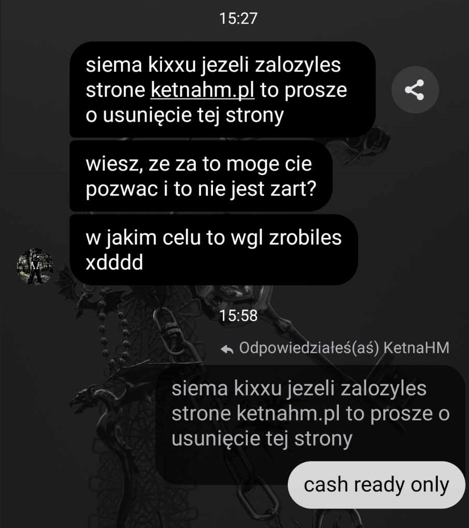 15:27
siema kixxu jezeli zalozyles
strone ketnahm.pl to prosze
o usunięcie tej strony
wiesz, ze za to moge cie
pozwac i to nie jest zart?
w jakim celu to wgl zrobiles
xdddd
15:58
Odpowiedziałeś(aś) KetnaHM
siema kixxu jezeli zalozyles
strone ketnahm.pl to prosze o
usunięcie tej strony
cash ready only